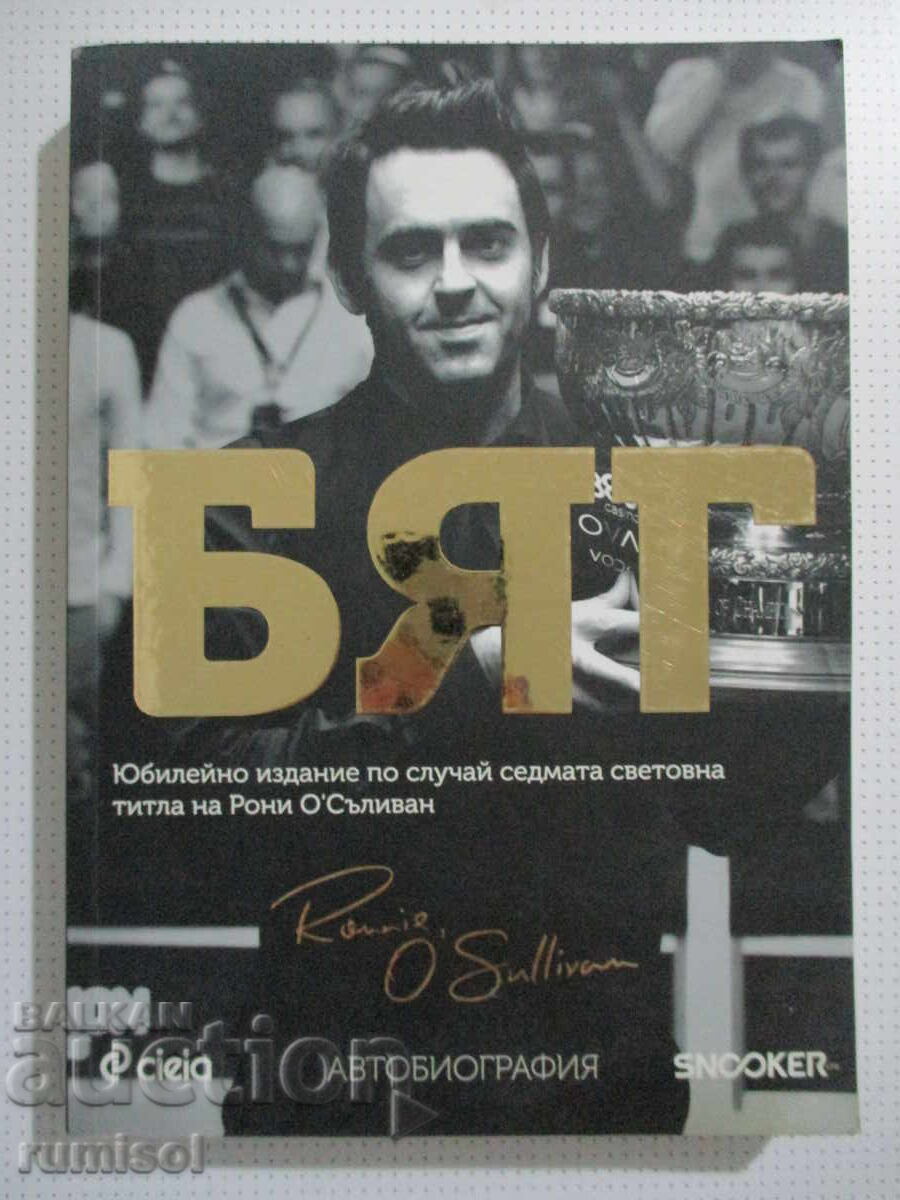 БЯГ
Юбилейно издание по случай седмата световна
титла на Рони О'Съливан
Ronnie O'Sullivan
BALKAN
auction
ciela
АВТОБИОГРАФИЯ
SNOOKER
rumisol